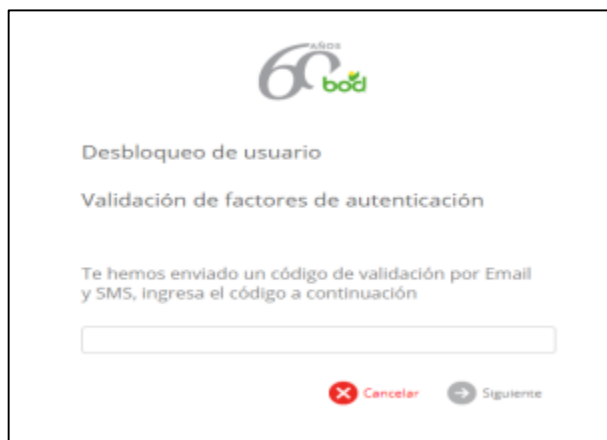 AÑOS
60
bod
Desbloqueo de usuario
Validación de factores de autenticación
Te hemos enviado un código de validación por Email
y SMS, ingresa el código a continuación
Cancelar
Siguiente